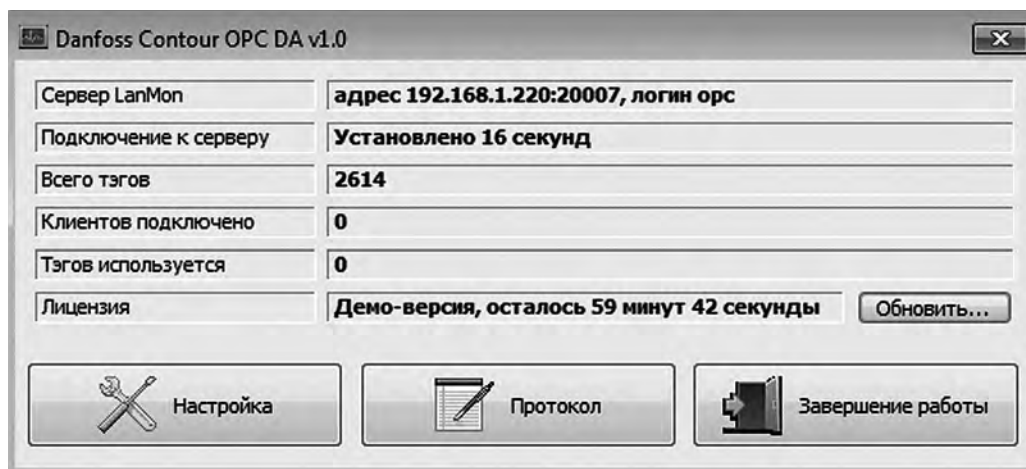 Danfoss Contour OPC DA v1.0
Сервер LanMon адрес 192.168.1.220:20007, логин opc
Подключение к серверу Установлено 16 секунд
Всего тэгов 2614
Клиентов подключено 0
Тэгов используется 0
Лицензия Демо-версия, осталось 59 минут 42 секунды Обновить...
Настройка Протокол Завершение работы